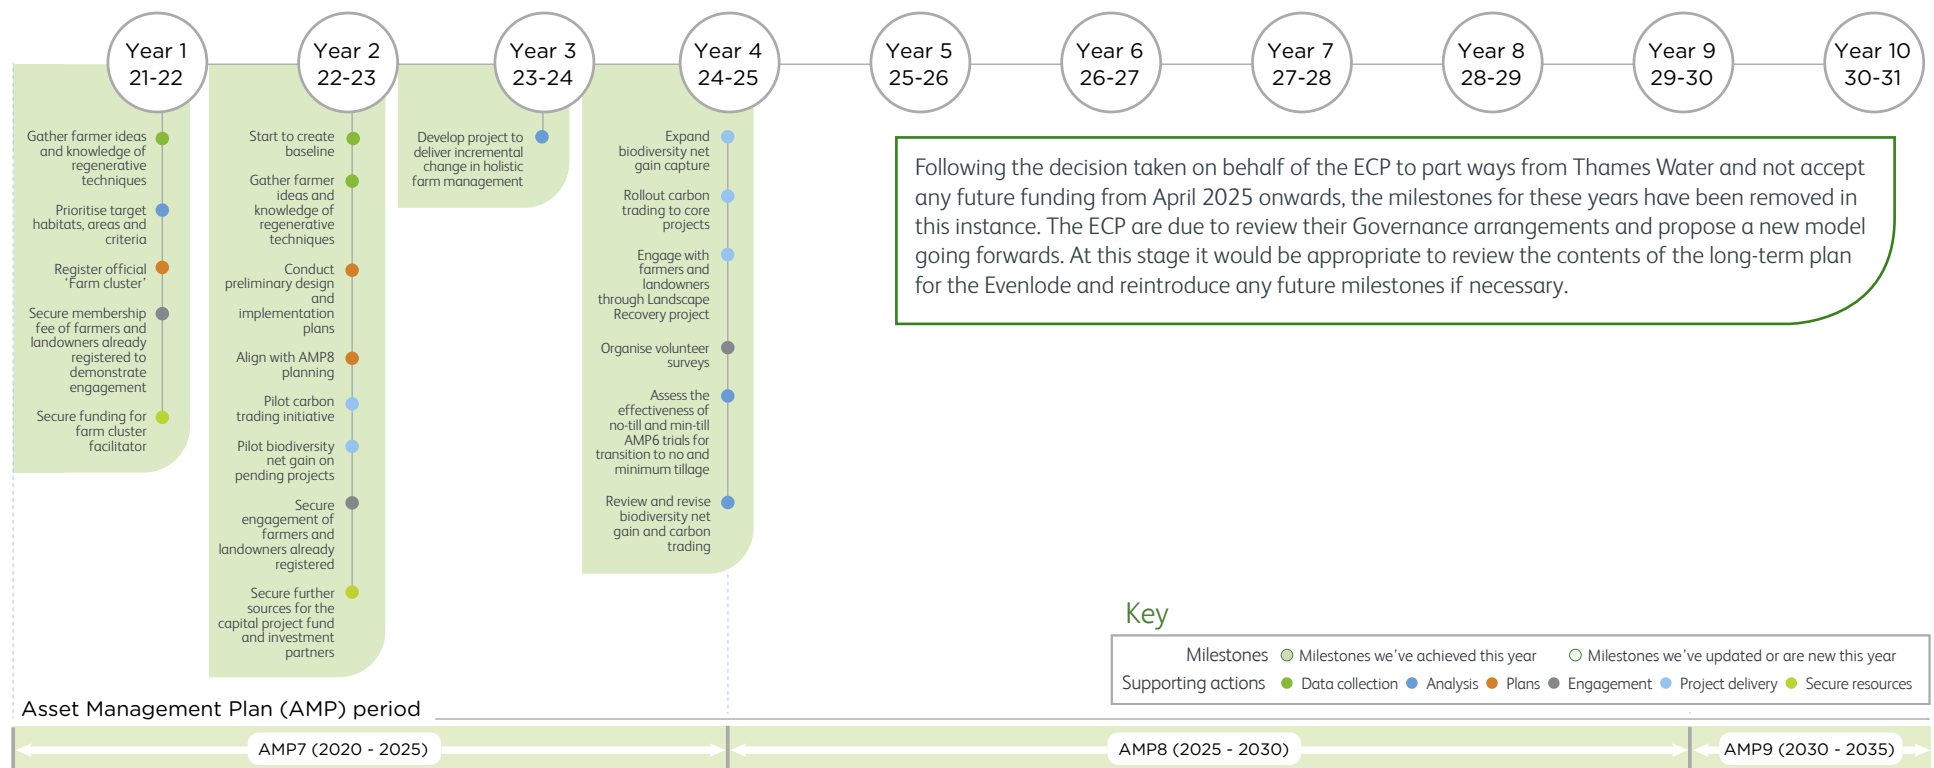 Year 1
21-22
Year 2
22-23
Year 3
23-24
Year 4
24-25
Year 5
25-26
Year 6
26-27
Year 7
27-28
Year 8
28-29
Year 9
29-30
Year 10
30-31
Gather farmer ideas
and knowledge of
regenerative
techniques
Prioritise target
habitats, areas and
criteria
Register official
'Farm cluster'
Secure membership
fee of farmers and
landowners already
registered to
demonstrate
engagement
Secure funding for
farm cluster
facilitator
Start to create
baseline
Gather farmer
ideas and
knowledge of
regenerative
techniques
Conduct
preliminary design
and
implementation
plans
Align with AMP8
planning
Pilot carbon
trading initiative
Pilot biodiversity
net gain on
pending projects
Secure
engagement of
farmers and
landowners already
registered
Secure further
sources for the
capital project fund
and investment
partners
Develop project to
deliver incremental
change in holistic
farm management
Expand
biodiversity net
gain capture
Rollout carbon
trading to core
projects
Engage with
farmers and
landowners
through Landscape
Recovery project
Organise volunteer
surveys
Assess the
effectiveness of
no-till and min-till
AMP6 trials for
transition to no and
minimum tillage
Review and revise
biodiversity net
gain and carbon
trading
Following the decision taken on behalf of the ECP to part ways from Thames Water and not accept
any future funding from April 2025 onwards, the milestones for these years have been removed in
this instance. The ECP are due to review their Governance arrangements and propose a new model
going forwards. At this stage it would be appropriate to review the contents of the long-term plan
for the Evenlode and reintroduce any future milestones if necessary.
Key
Milestones Milestones we've achieved this year Milestones we've updated or are new this year
Supporting actions Data collection Analysis Plans Engagement Project delivery Secure resources
Asset Management Plan (AMP) period
AMP7 (2020 - 2025)
AMP8 (2025 - 2030)
AMP9 (2030 - 2035)